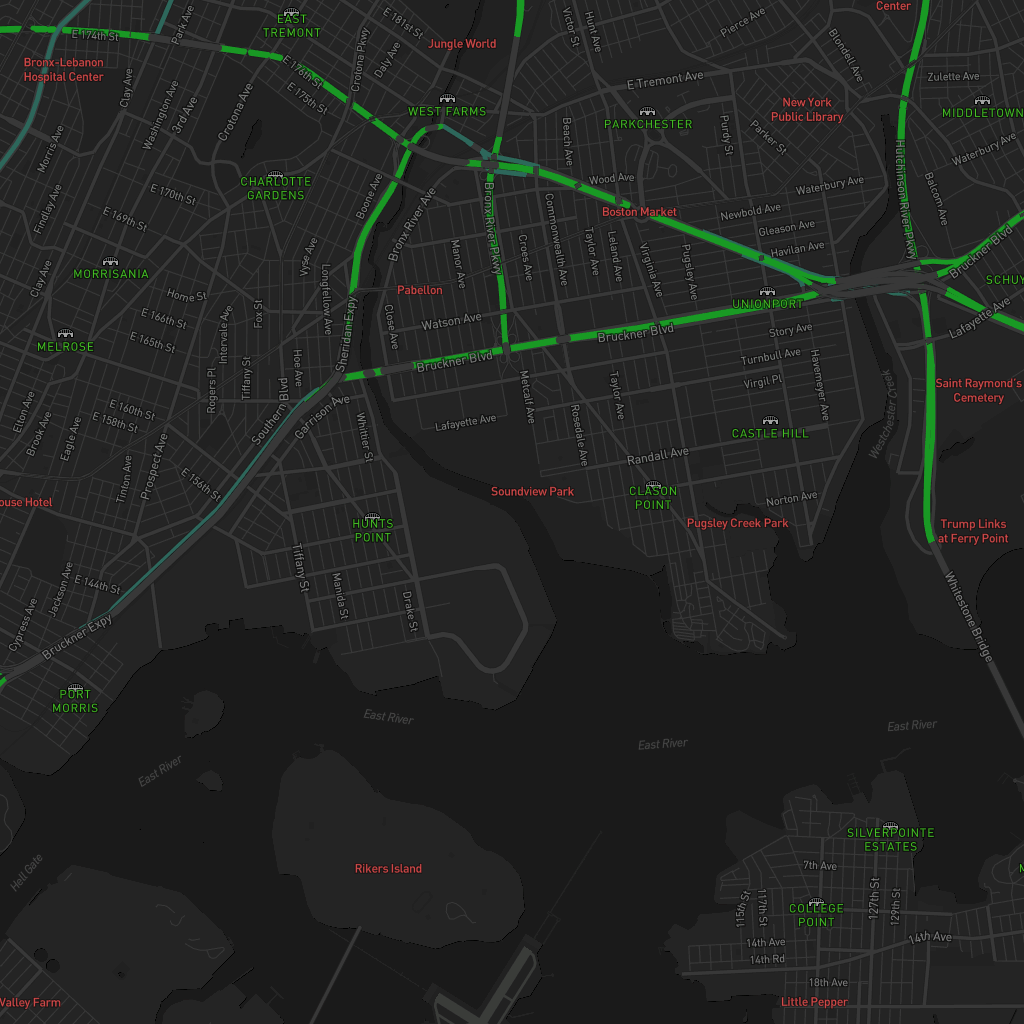 Center
EAST
TREMONT
E 181st St
Victor St
Hunt Ave
Pierce Ave
Park Ave
E 174th St
Jungle World
Blondell Ave
Bronx-Lebanon
Hospital Center
Clay Ave
E 176th St
Crotona Pkwy
Daly Ave
E Tremont Ave
Zulette Ave
E 175th St
WEST FARMS
New York
Public Library
MIDDLETOWN
Washington Ave
3rd Ave
Crotona Ave
PARKCHESTER
Beach Ave
Purdy St
Parker St
Morris Ave
Hutchinson River Pkwy
Waterbury Ave
CHARLOTTE
GARDENS
E 170th St
Boone Ave
Wood Ave
Waterbury Ave
Balcom Ave
Findlay Ave
E 169th St
Bronx River Ave
Bronx River Pkwy
Commonwealth Ave
Boston Market
Newbold Ave
Gleason Ave
Havilan Ave
Bruckner Blvd
Vyse Ave
Manor Ave
Croes Ave
Taylor Ave
Leland Ave
Virginia Ave
Pugsley Ave
MORRISANIA
Clay Ave
Home St
Longfellow Ave
Pabellon
SCHUY
UNIONPORT
Fox St
E 166th St
Intervale Ave
Sheridan Expy
Close Ave
Watson Ave
Bruckner Blvd
Story Ave
Lafayette Ave
MELROSE
E 165th St
Bruckner Blvd
Turnbull Ave
Virgil Pl
Havemeyer Ave
Rogers Pl
Tiffany St
Hoe Ave
Southern Blvd
Garrison Ave
Metcalf Ave
Taylor Ave
Saint Raymond's
Cemetery
Elton Ave
Brook Ave
Eagle Ave
E 160th St
E 158th St
Whittier St
Lafayette Ave
Rosedale Ave
CASTLE HILL
Westchester Creek
Prospect Ave
Tinton Ave
E 156th St
Randall Ave
ouse Hotel
Soundview Park
CLASON
POINT
Norton Ave
HUNTS
POINT
Pugsley Creek Park
Trump Links
at Ferry Point
Tiffany St
Manida St
Drake St
E 144th St
Jackson Ave
Cypress Ave
Bruckner Expy
Whitestone Bridge
PORT
MORRIS
East River
East River
East River
East River
Hell Gate
SILVERPOINTE
ESTATES
Rikers Island
7th Ave
115th St
117th St
127th St
129th St
COLLEGE
POINT
14th Ave
14th Ave
14th Rd
18th Ave
Valley Farm
Little Pepper